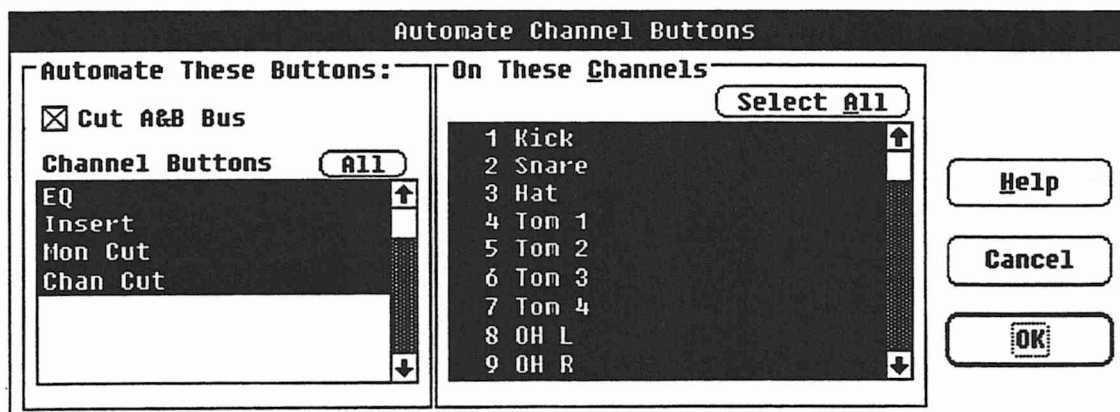 Automate Channel Buttons
Automate These Buttons:
Cut A&B Bus
Channel Buttons All
EQ
Insert
Mon Cut
Chan Cut
On These Channels
Select All
1 Kick
2 Snare
3 Hat
4 Tom 1
5 Tom 2
6 Tom 3
7 Tom 4
8 OH L
9 OH R
Help
Cancel
OK